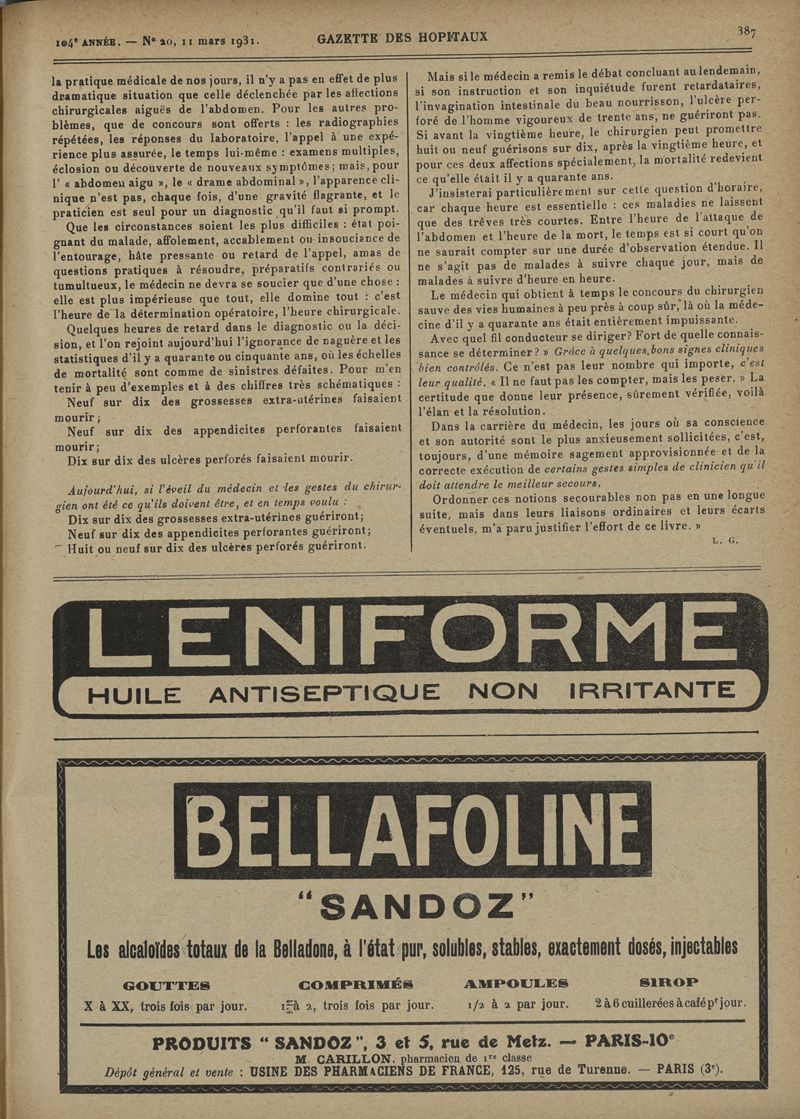 104ᵉ ANNÉE. — Nº 20, 11 mars 1931.
GAZETTE DES HOPITAUX
387
la pratique médicale de nos jours, il n'y a pas en effet de plus
dramatique situation que celle déclenchée par les affections
chirurgicales aiguës de l'abdomen. Pour les autres pro-
blèmes, que de concours sont offerts : les radiographies
répétées, les réponses du laboratoire, l'appel à une expé-
rience plus assurée, le temps lui-même : examens multiples,
éclosion ou découverte de nouveaux symptômes ; mais, pour
l' « abdomen aigu », le « drame abdominal », l'apparence cli-
nique n'est pas, chaque fois, d'une gravité flagrante, et le
praticien est seul pour un diagnostic qu'il faut si prompt.
Que les circonstances soient les plus difficiles : état poi-
gnant du malade, affolement, accablement ou insouciance de
l'entourage, hâte pressante ou retard de l'appel, amas de
questions pratiques à résoudre, préparatifs contrariés ou
tumultueux, le médecin ne devra se soucier que d'une chose :
elle est plus impérieuse que tout, elle domine tout : c'est
l'heure de la détermination opératoire, l'heure chirurgicale.
Quelques heures de retard dans le diagnostic ou la déci-
sion, et l'on rejoint aujourd'hui l'ignorance de naguère et les
statistiques d'il y a quarante ou cinquante ans, où les échelles
de mortalité sont comme de sinistres défaites. Pour m'en
tenir à peu d'exemples et à des chiffres très schématiques :
Neuf sur dix des grossesses extra-utérines faisaient
mourir ;
Neuf sur dix des appendicites perforantes faisaient
mourir ;
Dix sur dix des ulcères perforés faisaient mourir.
Aujourd'hui, si l'éveil du médecin et les gestes du chirur-
gien ont été ce qu'ils doivent être, et en temps voulu :
Dix sur dix des grossesses extra-utérines guériront ;
Neuf sur dix des appendicites perforantes guériront ;
Huit ou neuf sur dix des ulcères perforés guériront.
Mais si le médecin a remis le débat concluant au lendemain,
si son instruction et son inquiétude furent retardataires,
l'invagination intestinale du beau nourrisson, l'ulcère per-
foré de l'homme vigoureux de trente ans, ne guériront pas.
Si avant la vingtième heure, le chirurgien peut promettre
huit ou neuf guérisons sur dix, après la vingtième heure, et
pour ces deux affections spécialement, la mortalité redevient
ce qu'elle était il y a quarante ans.
J'insisterai particulièrement sur cette question d'horaire,
car chaque heure est essentielle : ces maladies ne laissent
que des trêves très courtes. Entre l'heure de l'attaque de
l'abdomen et l'heure de la mort, le temps est si court qu'on
ne saurait compter sur une durée d'observation étendue. Il
ne s'agit pas de malades à suivre chaque jour, mais de
malades à suivre d'heure en heure.
Le médecin qui obtient à temps le concours du chirurgien
sauve des vies humaines à peu près à coup sûr, là où la méde-
cine d'il y a quarante ans était entièrement impuissante.
Avec quel fil conducteur se diriger? Fort de quelle connais-
sance se déterminer? » Grâce à quelques bons signes cliniques
bien contrôlés. Ce n'est pas leur nombre qui importe, c'est
leur qualité. « Il ne faut pas les compter, mais les peser. » La
certitude que donne leur présence, sûrement vérifiée, voilà
l'élan et la résolution.
Dans la carrière du médecin, les jours où sa conscience
et son autorité sont le plus anxieusement sollicitées, c'est,
toujours, d'une mémoire sagement approvisionnée et de la
correcte exécution de certains gestes simples de clinicien qu'il
doit attendre le meilleur secours.
Ordonner ces notions secourables non pas en une longue
suite, mais dans leurs liaisons ordinaires et leurs écarts
éventuels, m'a paru justifier l'effort de ce livre. »
L. G.
LENIFORME
HUILE ANTISEPTIQUE NON IRRITANTE
BELLAFOLINE
"SANDOZ"
Les alcaloïdes totaux de la Belladone, à l'état pur, solubles, stables, exactement dosés, injectables
GOUTTES COMPRIMÉS AMPOULES SIROP
X à XX, trois fois par jour. 1 à 2, trois fois par jour. 1/2 à 2 par jour. 2 à 6 cuillerées à café pʳ jour.
PRODUITS " SANDOZ ", 3 et 5, rue de Metz. — PARIS-10ᵉ
M. CARILLON, pharmacien de 1ʳᵉ classe
Dépôt général et vente : USINE DES PHARMACIENS DE FRANCE, 125, rue de Turenne. — PARIS (3ᵉ).